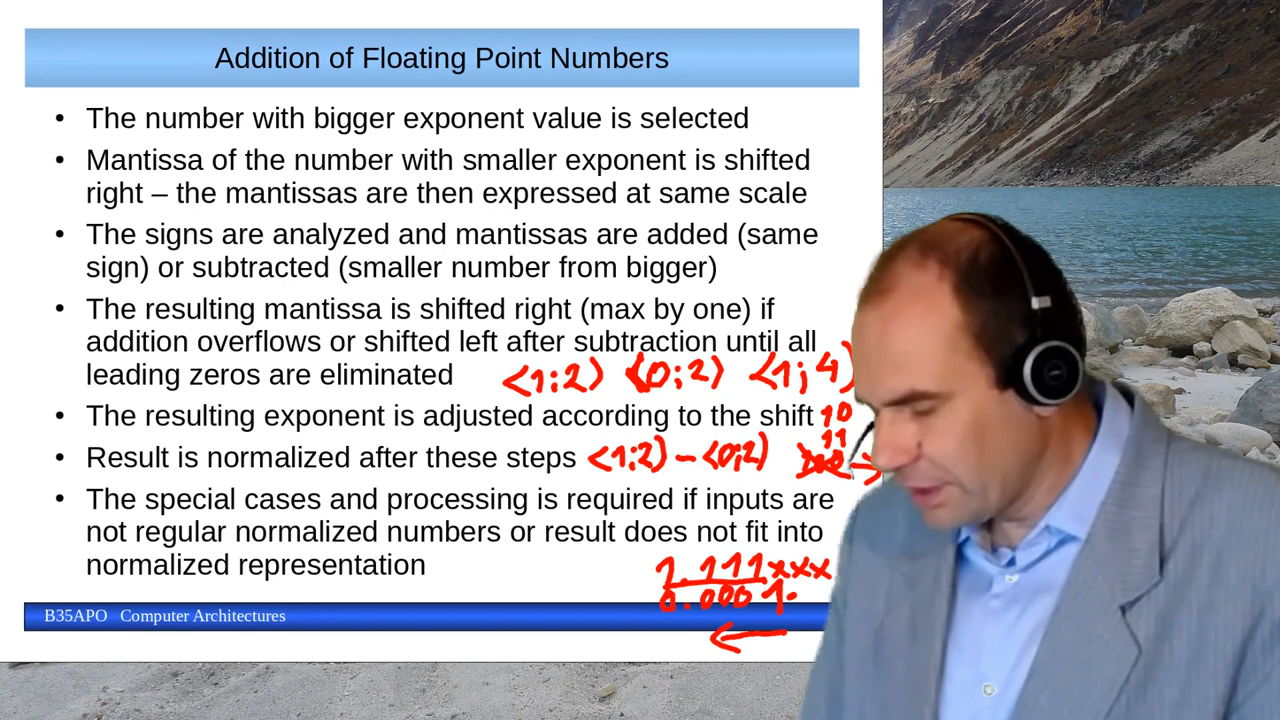 Addition of Floating Point Numbers
• The number with bigger exponent value is selected
• Mantissa of the number with smaller exponent is shifted
right – the mantissas are then expressed at same scale
• The signs are analyzed and mantissas are added (same
sign) or subtracted (smaller number from bigger)
• The resulting mantissa is shifted right (max by one) if
addition overflows or shifted left after subtraction until all
leading zeros are eliminated
<1;2) <0;2) <1;4)
• The resulting exponent is adjusted according to the shift
10
11
• Result is normalized after these steps
<1;2) – <0;2)
• The special cases and processing is required if inputs are
not regular normalized numbers or result does not fit into
normalized representation
1.111xxx
0.0001
B35APO Computer Architectures